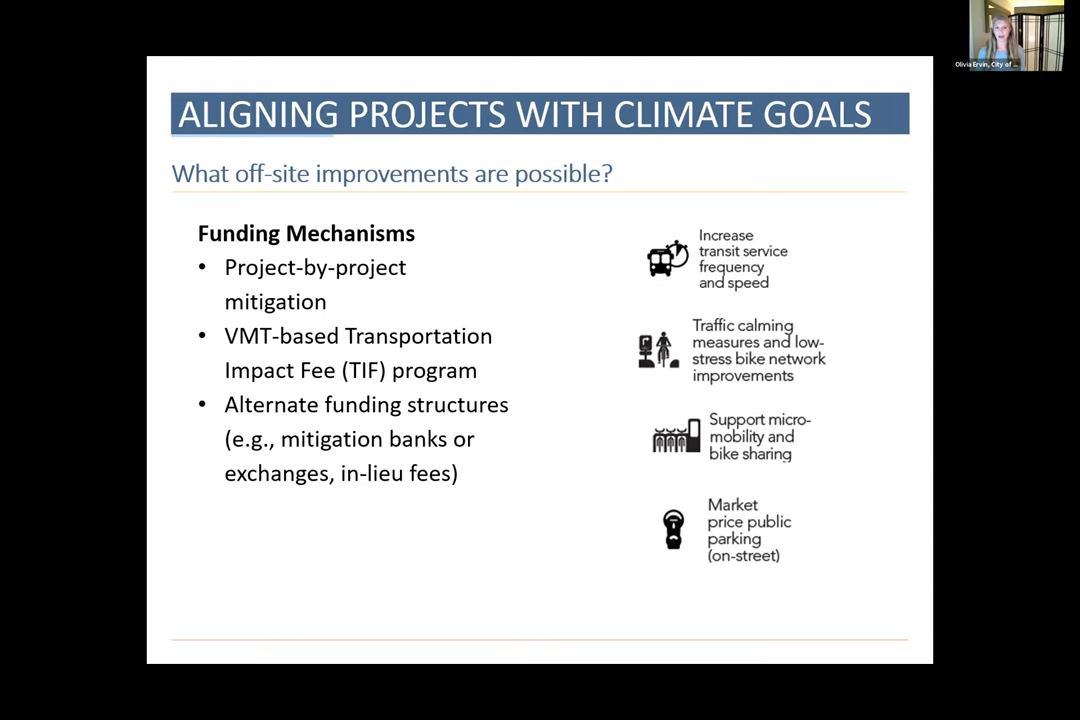 Olivia Ervin, City of ...
ALIGNING PROJECTS WITH CLIMATE GOALS
What off-site improvements are possible?
Funding Mechanisms
• Project-by-project
mitigation
• VMT-based Transportation
Impact Fee (TIF) program
• Alternate funding structures
(e.g., mitigation banks or
exchanges, in-lieu fees)
Increase
transit service
frequency
and speed
Traffic calming
measures and low-
stress bike network
improvements
Support micro-
mobility and
bike sharing
Market
price public
parking
(on-street)